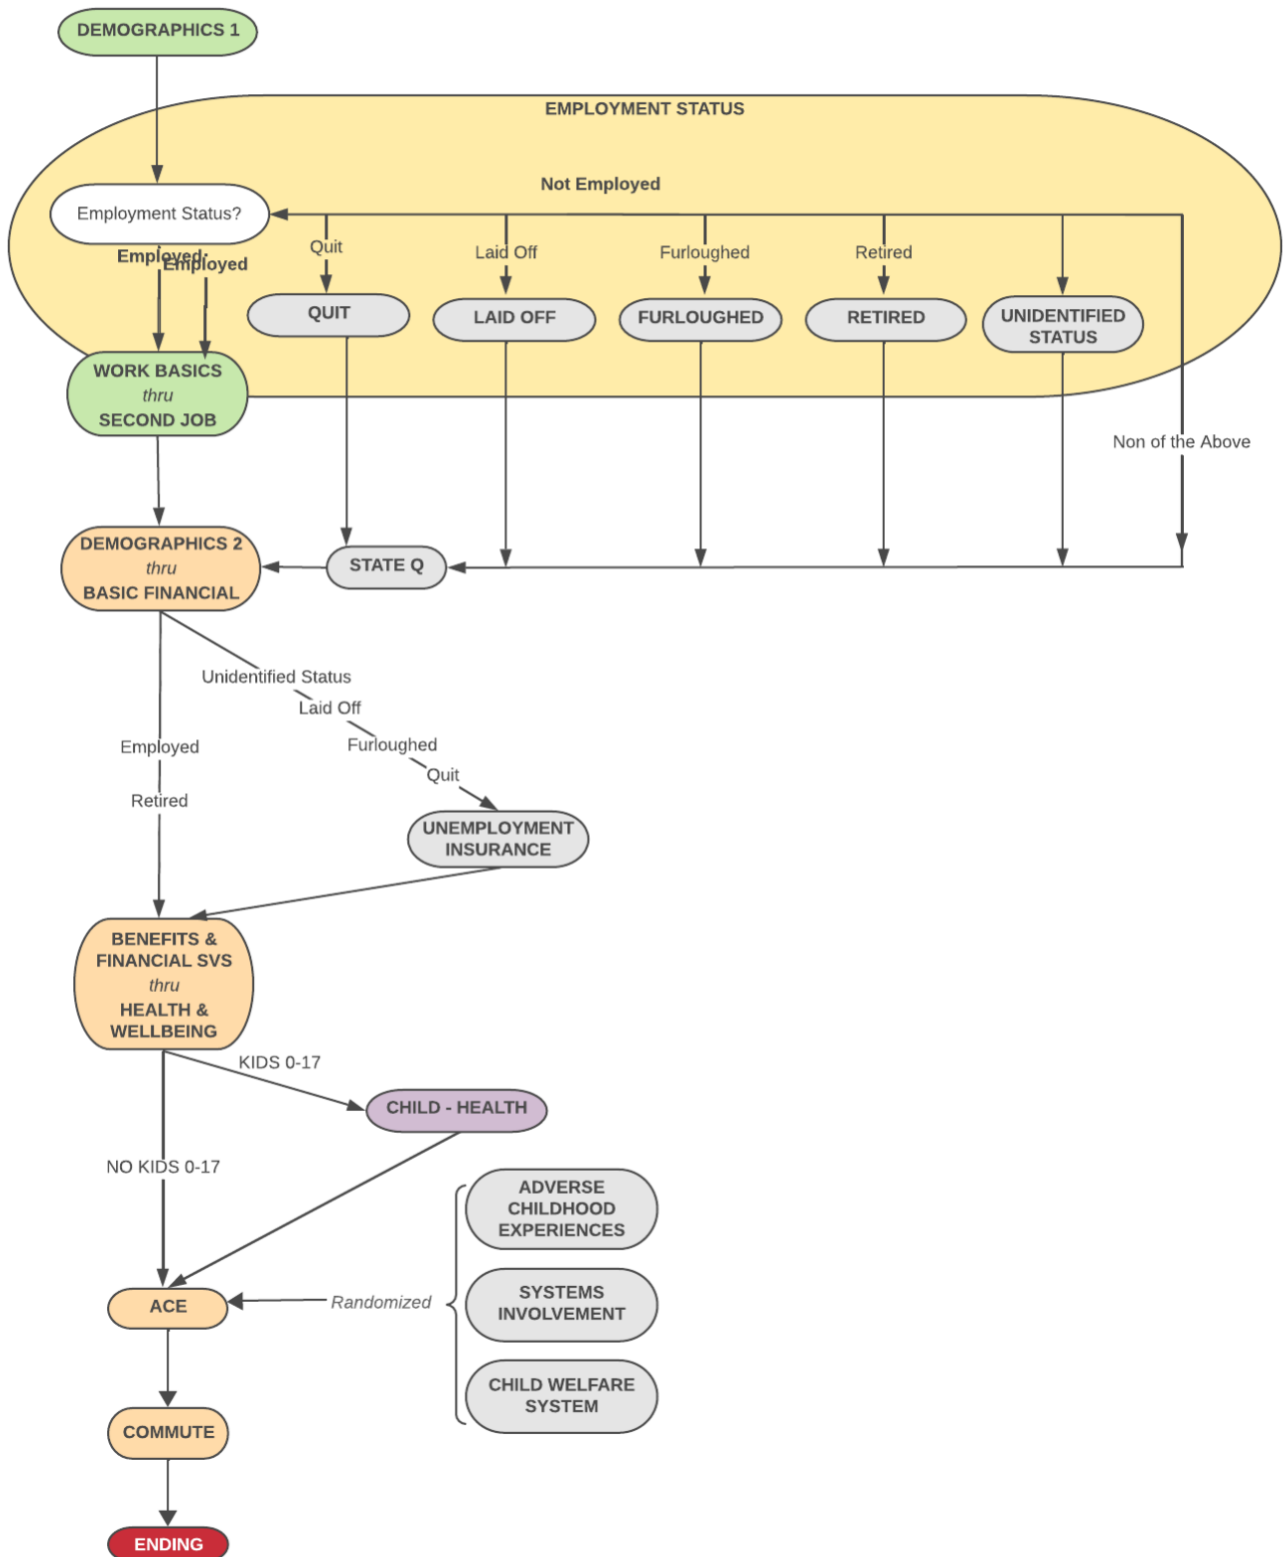 DEMOGRAPHICS 1
EMPLOYMENT STATUS
Not Employed
Employment Status?
Employed
Employed
Quit
Laid Off
Furloughed
Retired
QUIT
LAID OFF
FURLOUGHED
RETIRED
UNIDENTIFIED
STATUS
WORK BASICS
thru
SECOND JOB
Non of the Above
DEMOGRAPHICS 2
thru
BASIC FINANCIAL
STATE Q
Unidentified Status
Laid Off
Furloughed
Quit
Employed
Retired
UNEMPLOYMENT
INSURANCE
BENEFITS &
FINANCIAL SVS
thru
HEALTH &
WELLBEING
KIDS 0-17
CHILD - HEALTH
NO KIDS 0-17
ADVERSE
CHILDHOOD
EXPERIENCES
SYSTEMS
INVOLVEMENT
CHILD WELFARE
SYSTEM
Randomized
ACE
COMMUTE
ENDING